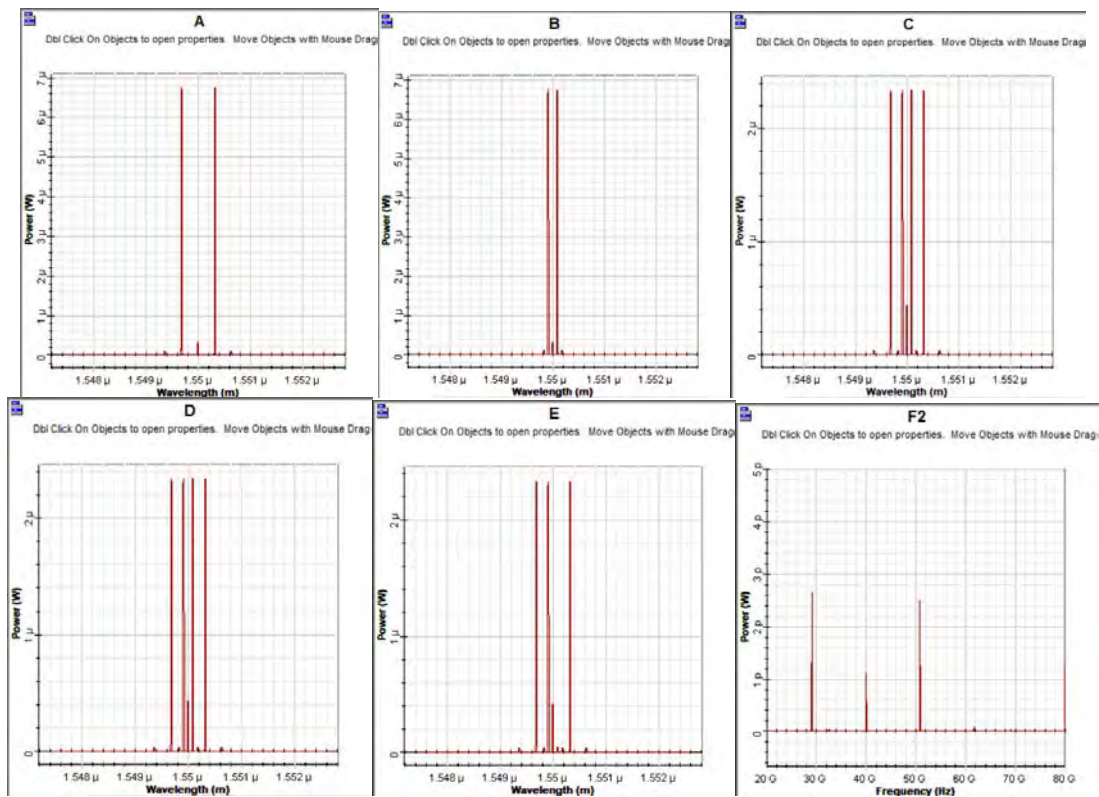 A
Dbl Click On Objects to open properties. Move Objects with Mouse Drag
Power (W)
7 µ
6 µ
5 µ
4 µ
3 µ
2 µ
1 µ
0
1.548 µ 1.549 µ 1.55 µ 1.551 µ 1.552 µ
Wavelength (m)
B
Dbl Click On Objects to open properties. Move Objects with Mouse Drag
Power (W)
7 µ
6 µ
5 µ
4 µ
3 µ
2 µ
1 µ
0
1.548 µ 1.549 µ 1.55 µ 1.551 µ 1.552 µ
Wavelength (m)
C
Dbl Click On Objects to open properties. Move Objects with Mouse Drag
Power (W)
2 µ
1 µ
0
1.548 µ 1.549 µ 1.55 µ 1.551 µ 1.552 µ
Wavelength (m)
D
Dbl Click On Objects to open properties. Move Objects with Mouse Drag
Power (W)
2 µ
1 µ
0
1.548 µ 1.549 µ 1.55 µ 1.551 µ 1.552 µ
Wavelength (m)
E
Dbl Click On Objects to open properties. Move Objects with Mouse Drag
Power (W)
2 µ
1 µ
0
1.548 µ 1.549 µ 1.55 µ 1.551 µ 1.552 µ
Wavelength (m)
F2
Dbl Click On Objects to open properties. Move Objects with Mouse Drag
Power (W)
5 p
4 p
3 p
2 p
1 p
0
20 G 30 G 40 G 50 G 60 G 70 G 80 G
Frequency (Hz)